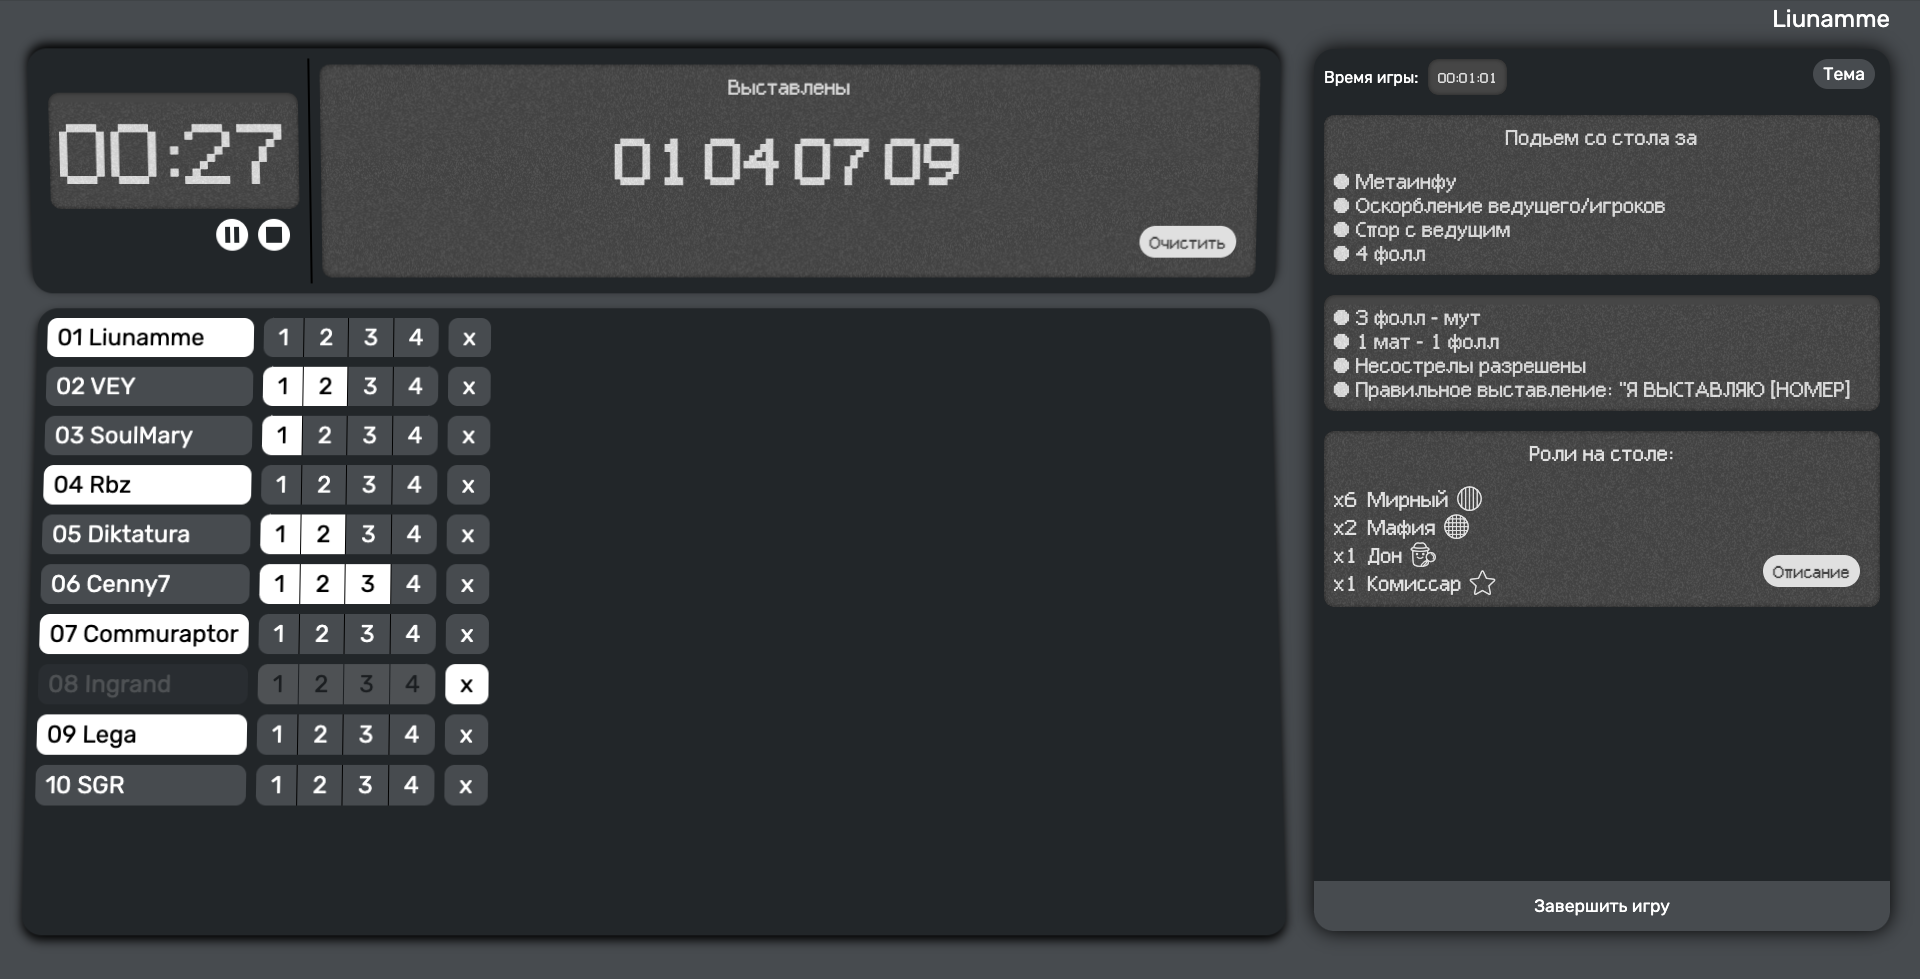 Liunamme
00:27
Выставлены
01 04 07 09
Очистить
01 Liunamme 1 2 3 4 x
02 VEY 1 2 3 4 x
03 SoulMary 1 2 3 4 x
04 Rbz 1 2 3 4 x
05 Diktatura 1 2 3 4 x
06 Cenny7 1 2 3 4 x
07 Commuraptor 1 2 3 4 x
08 Ingrand 1 2 3 4 x
09 Lega 1 2 3 4 x
10 SGR 1 2 3 4 x
Время игры: 00:01:01
Тема
Подьем со стола за
Метаинфу
Оскорбление ведущего/игроков
Спор с ведущим
4 фолл
3 фолл - мут
1 мат - 1 фолл
Несострелы разрешены
Правильное выставление: "Я ВЫСТАВЛЯЮ [НОМЕР]
Роли на столе:
x6 Мирный
x2 Мафия
x1 Дон
x1 Комиссар
Описание
Завершить игру